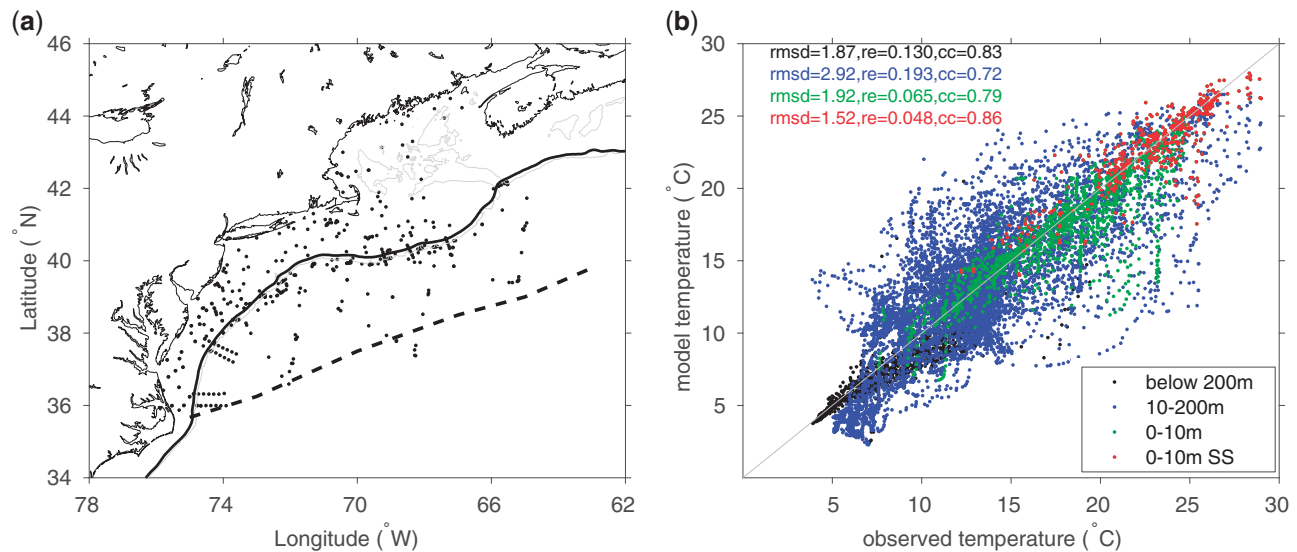 (a)
46
44
42
40
38
36
34
78
74
70
66
62
Latitude (°N)
Longitude (°W)
(b)
30
25
20
15
10
5
5
10
15
20
25
30
model temperature (°C)
observed temperature (°C)
rmsd=1.87,re=0.130,cc=0.83
rmsd=2.92,re=0.193,cc=0.72
rmsd=1.92,re=0.065,cc=0.79
rmsd=1.52,re=0.048,cc=0.86
below 200m
10-200m
0-10m
0-10m SS